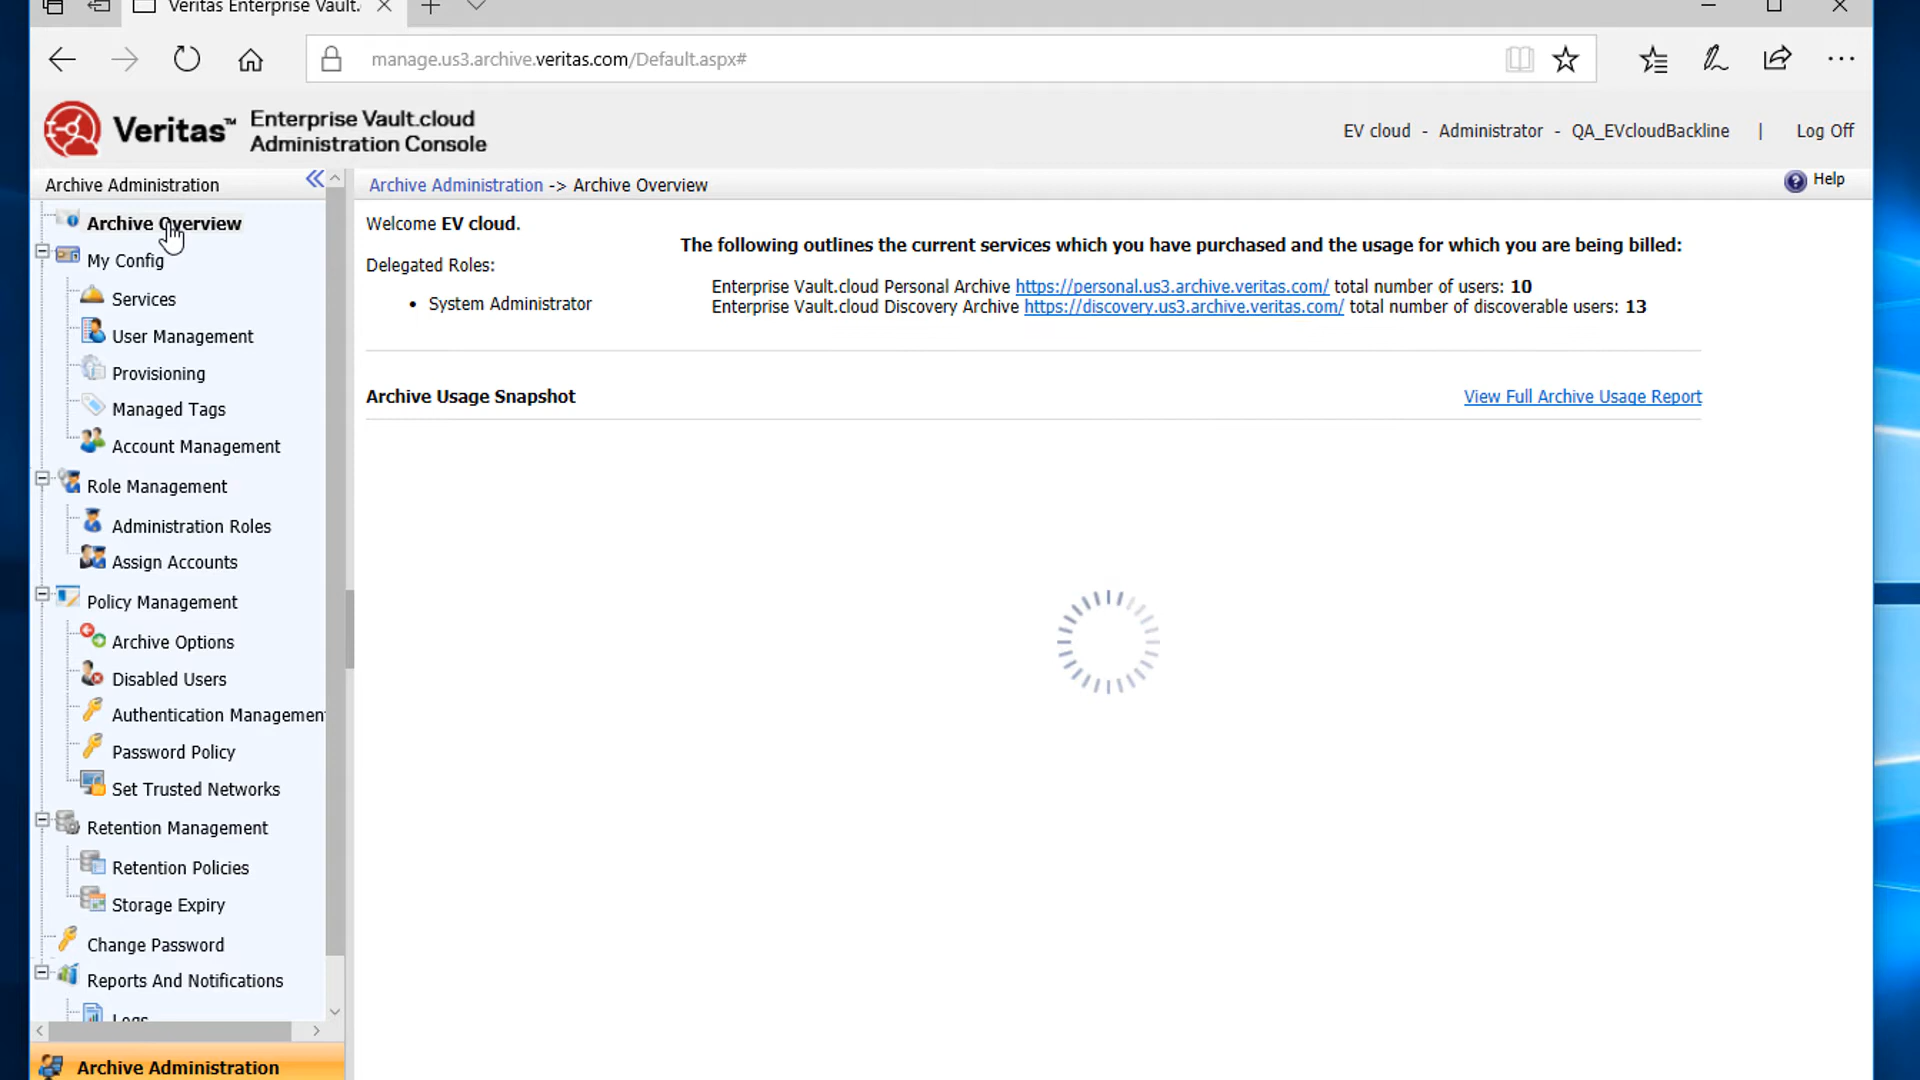 Veritas Enterprise Vault.
manage.us3.archive.veritas.com/Default.aspx#
Veritas™ Enterprise Vault.cloud
Administration Console
EV cloud - Administrator - QA_EVcloudBackline | Log Off
Archive Administration
Archive Administration -> Archive Overview
Help
Archive Overview
My Config
Services
User Management
Provisioning
Managed Tags
Account Management
Role Management
Administration Roles
Assign Accounts
Policy Management
Archive Options
Disabled Users
Authentication Management
Password Policy
Set Trusted Networks
Retention Management
Retention Policies
Storage Expiry
Change Password
Reports And Notifications
Logs
Archive Administration
Welcome EV cloud.
Delegated Roles:
• System Administrator
The following outlines the current services which you have purchased and the usage for which you are being billed:
Enterprise Vault.cloud Personal Archive https://personal.us3.archive.veritas.com/ total number of users: 10
Enterprise Vault.cloud Discovery Archive https://discovery.us3.archive.veritas.com/ total number of discoverable users: 13
Archive Usage Snapshot
View Full Archive Usage Report